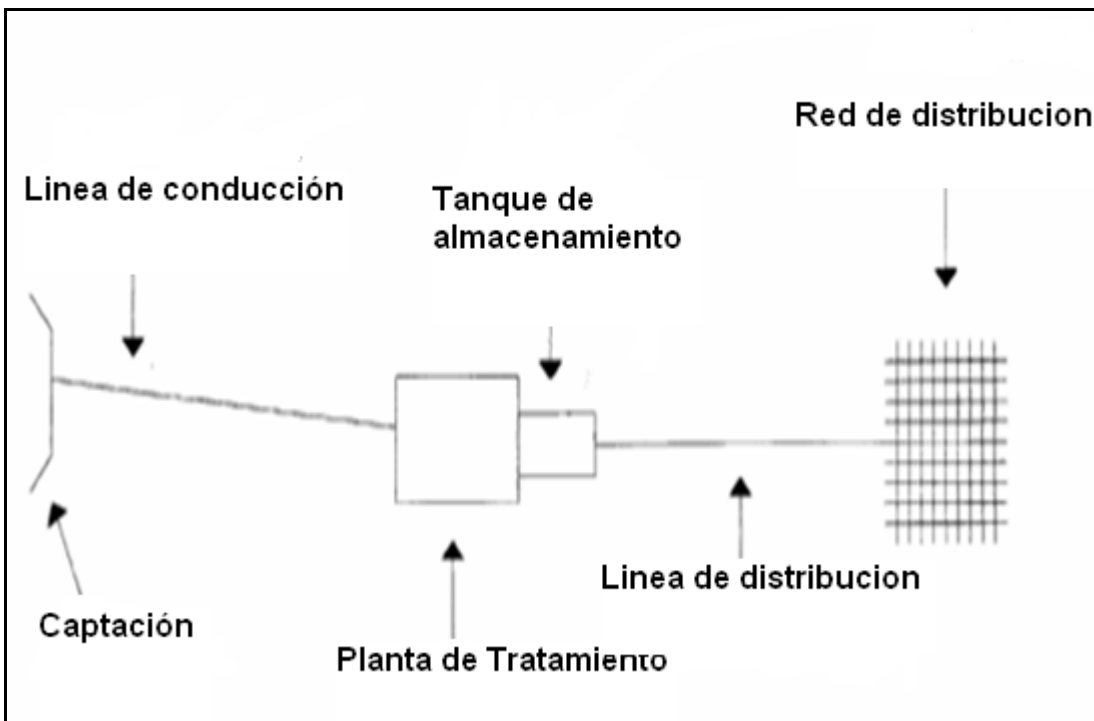 Red de distribucion
Linea de conducción
Tanque de
almacenamiento
Linea de distribucion
Captación
Planta de Tratamiento